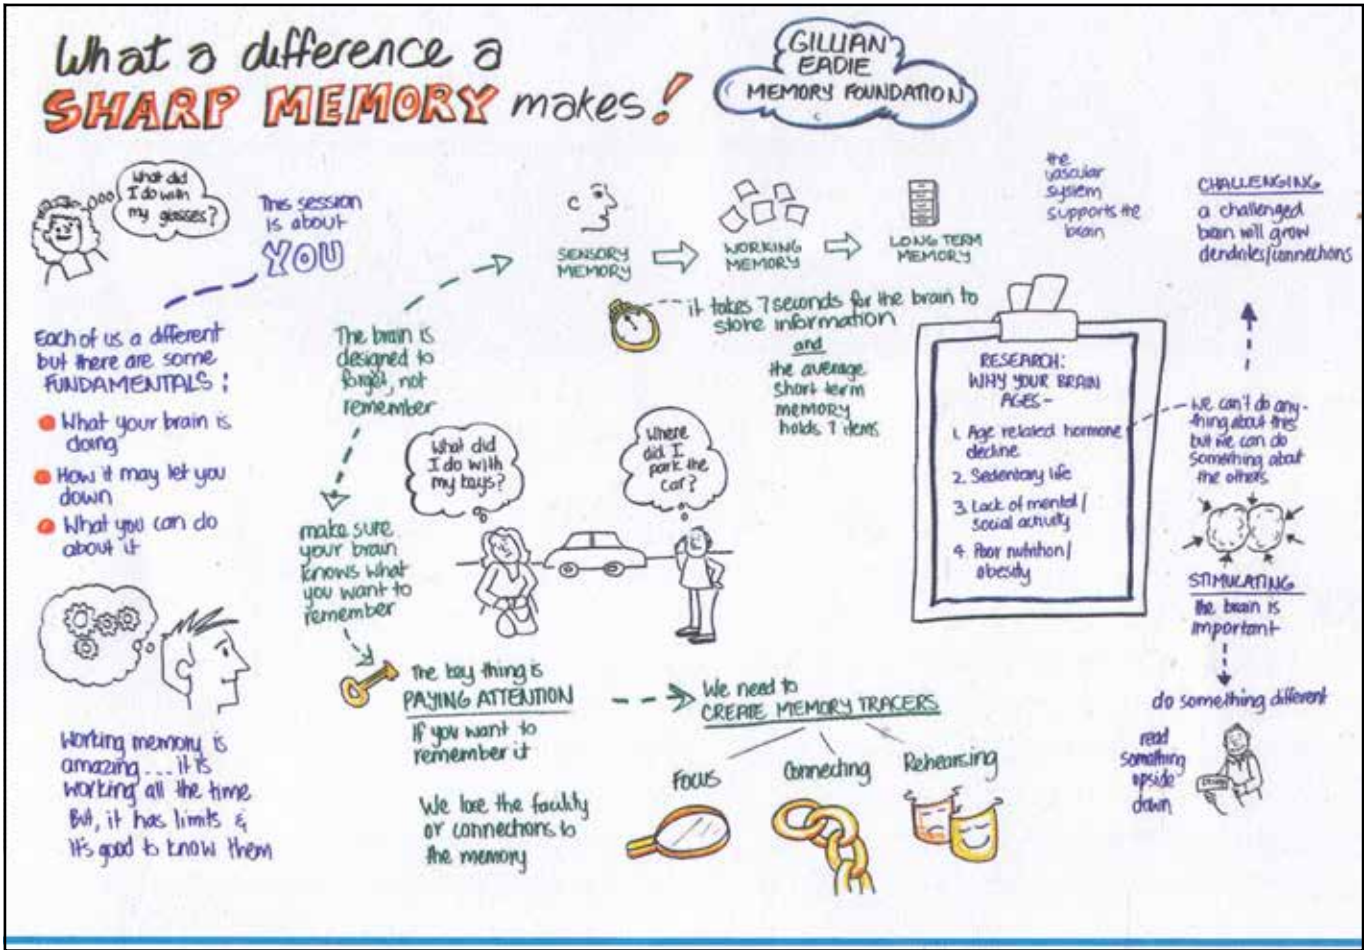 What a difference a
SHARP MEMORY makes!
GILLIAN
EADIE
MEMORY FOUNDATION
What did
I do with
my glasses?
This session
is about
YOU
Each of us a different
but there are some
FUNDAMENTALS:
What your brain is
doing
How it may let you
down
What you can do
about it
Working memory is
amazing... it is
working all the time
But, it has limits &
it's good to know them
The brain is
designed to
forget, not
remember
make sure
your brain
knows what
you want to
remember
The key thing is
PAYING ATTENTION
If you want to
remember it
We lose the facility
or connections to
the memory
SENSORY
MEMORY
WORKING
MEMORY
LONG TERM
MEMORY
it takes 7 seconds for the brain to
store information
and
the average
short term
memory
holds 7 items
What did
I do with
my keys?
Where
did I
park the
car?
We need to
CREATE MEMORY TRACERS
Focus
Connecting
Rehearsing
the
vascular
system
supports the
brain
RESEARCH:
WHY YOUR BRAIN
AGES-
1. Age related hormone
decline
2. Sedentary life
3. Lack of mental/
social activity
4. Poor nutrition/
obesity
CHALLENGING
a challenged
brain will grow
dendrites/connections
we can't do any-
thing about this
but we can do
something about
the others
STIMULATING
the brain is
important
do something different
read
something
upside
down